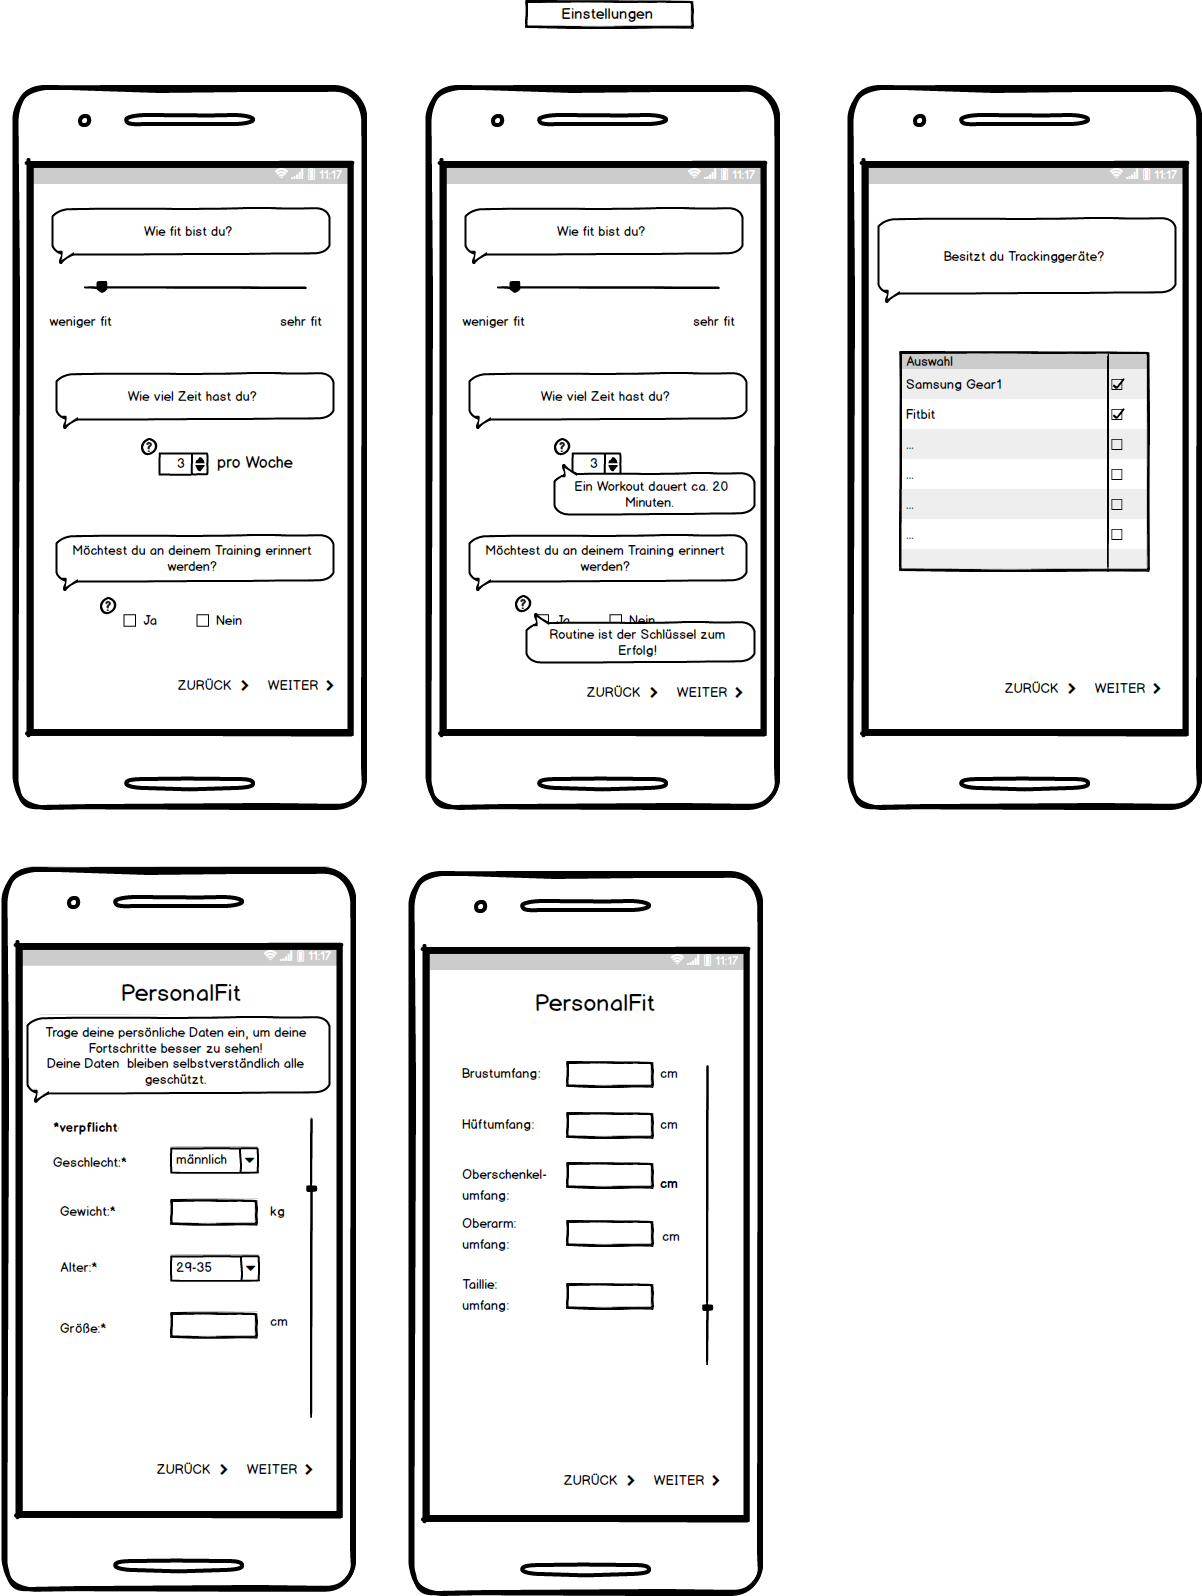 Einstellungen
11:17
Wie fit bist du?
weniger fit
sehr fit
Wie viel Zeit hast du?
?
3
pro Woche
Möchtest du an deinem Training erinnert
werden?
?
Ja
Nein
ZURÜCK
WEITER
11:17
Wie fit bist du?
weniger fit
sehr fit
Wie viel Zeit hast du?
?
3
Ein Workout dauert ca. 20
Minuten.
Möchtest du an deinem Training erinnert
werden?
?
Ja
Nein
Routine ist der Schlüssel zum
Erfolg!
ZURÜCK
WEITER
11:17
Besitzt du Trackinggeräte?
Auswahl
Samsung Gear1
Fitbit
...
...
...
...
ZURÜCK
WEITER
11:17
PersonalFit
Trage deine persönliche Daten ein, um deine
Fortschritte besser zu sehen!
Deine Daten bleiben selbstverständlich alle
geschützt.
*verpflicht
Geschlecht:*
männlich
Gewicht:*
kg
Alter:*
29-35
Größe:*
cm
ZURÜCK
WEITER
11:17
PersonalFit
Brustumfang:
cm
Hüftumfang:
cm
Oberschenkel-
umfang:
cm
Oberarm:
umfang:
cm
Taillie:
umfang:
ZURÜCK
WEITER